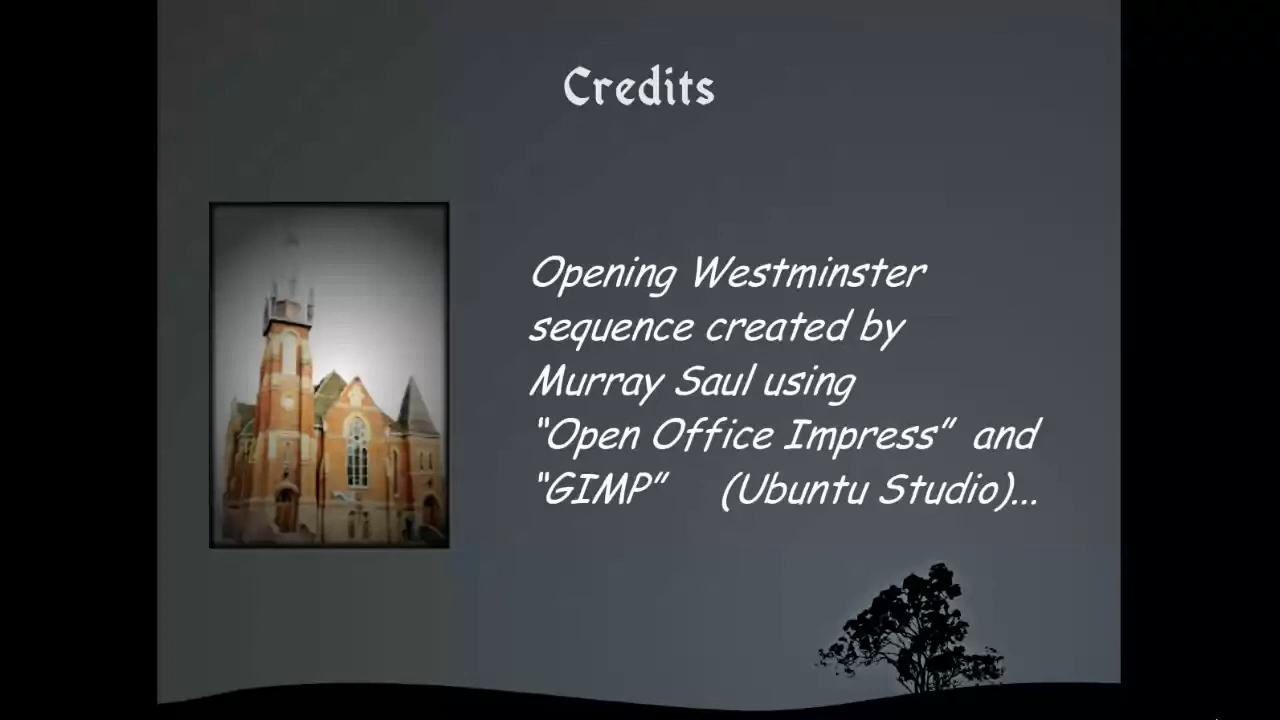 Credits
Opening Westminster
sequence created by
Murray Saul using
“Open Office Impress” and
“GIMP” (Ubuntu Studio)...